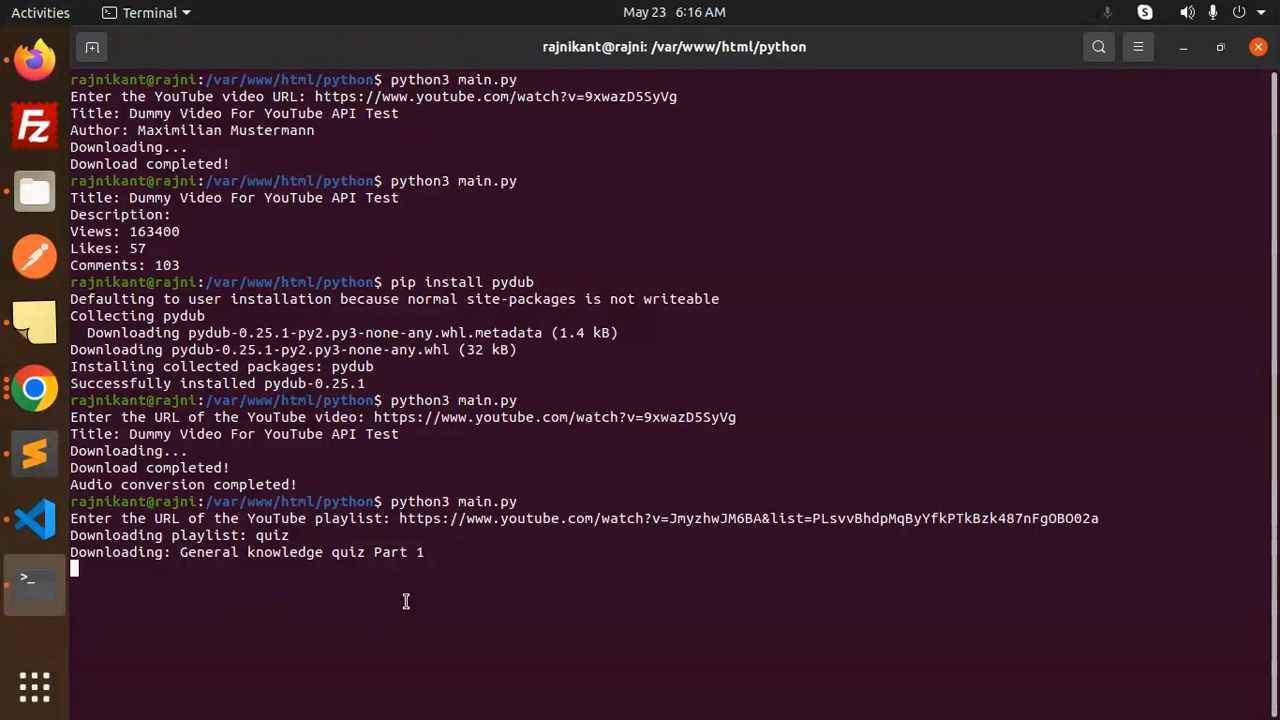 Activities
Terminal
May 23 6:16 AM
rajnikant@rajni: /var/www/html/python
rajnikant@rajni:/var/www/html/python$ python3 main.py
Enter the YouTube video URL: https://www.youtube.com/watch?v=9xwazD5SyVg
Title: Dummy Video For YouTube API Test
Author: Maximilian Mustermann
Downloading...
Download completed!
rajnikant@rajni:/var/www/html/python$ python3 main.py
Title: Dummy Video For YouTube API Test
Description:
Views: 163400
Likes: 57
Comments: 103
rajnikant@rajni:/var/www/html/python$ pip install pydub
Defaulting to user installation because normal site-packages is not writeable
Collecting pydub
  Downloading pydub-0.25.1-py2.py3-none-any.whl.metadata (1.4 kB)
Downloading pydub-0.25.1-py2.py3-none-any.whl (32 kB)
Installing collected packages: pydub
Successfully installed pydub-0.25.1
rajnikant@rajni:/var/www/html/python$ python3 main.py
Enter the URL of the YouTube video: https://www.youtube.com/watch?v=9xwazD5SyVg
Title: Dummy Video For YouTube API Test
Downloading...
Download completed!
Audio conversion completed!
rajnikant@rajni:/var/www/html/python$ python3 main.py
Enter the URL of the YouTube playlist: https://www.youtube.com/watch?v=JmyzhwJM6BA&list=PLsvvBhdpMqByYfkPTkBzk487nFgOBO02a
Downloading playlist: quiz
Downloading: General knowledge quiz Part 1
Fz
>_